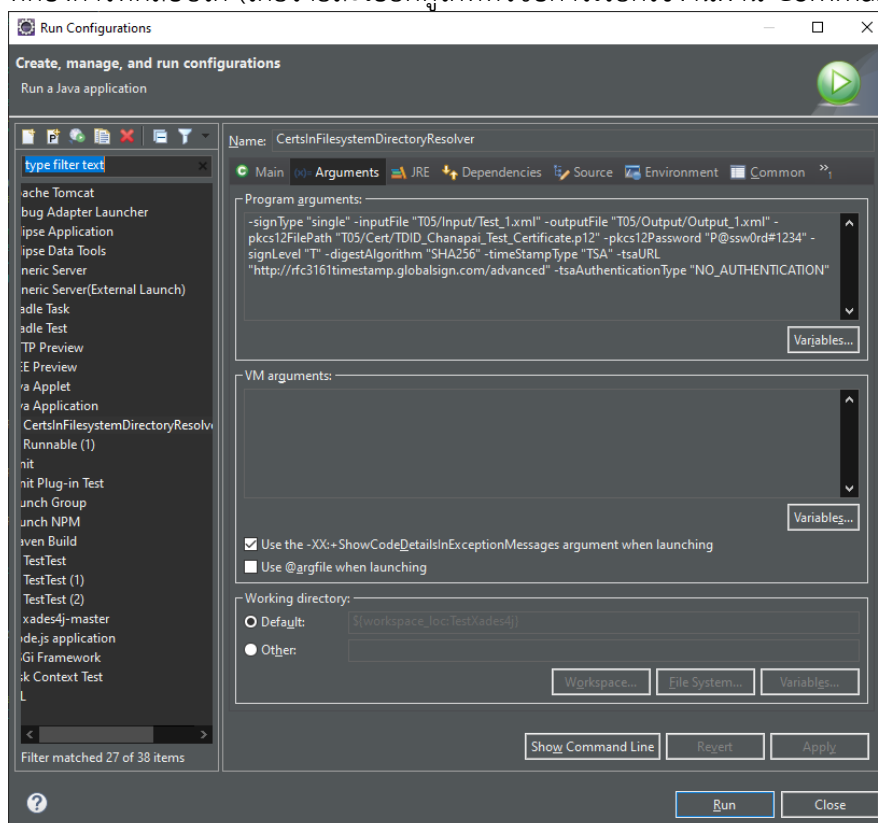 Run Configurations
Create, manage, and run configurations
Run a Java application
type filter text
ache Tomcat
bug Adapter Launcher
ipse Application
ipse Data Tools
neric Server
neric Server(External Launch)
adle Task
adle Test
TP Preview
EE Preview
va Applet
va Application
CertsInFilesystemDirectoryResolv
Runnable (1)
nit
nit Plug-in Test
unch Group
unch NPM
aven Build
TestTest
TestTest (1)
TestTest (2)
xades4j-master
ode.js application
Gi Framework
sk Context Test
L
Filter matched 27 of 38 items
Name: CertsInFilesystemDirectoryResolver
Main (x)= Arguments JRE Dependencies Source Environment Common »1
Program arguments:
-signType "single" -inputFile "T05/Input/Test_1.xml" -outputFile "T05/Output/Output_1.xml" -
pkcs12FilePath "T05/Cert/TDID_Chanapai_Test_Certificate.p12" -pkcs12Password "P@ssw0rd#1234" -
signLevel "T" -digestAlgorithm "SHA256" -timeStampType "TSA" -tsaURL
"http://rfc3161timestamp.globalsign.com/advanced" -tsaAuthenticationType "NO_AUTHENTICATION"
Variables...
VM arguments:
Variables...
Use the -XX:+ShowCodeDetailsInExceptionMessages argument when launching
Use @argfile when launching
Working directory:
Default: ${workspace_loc:TestXades4j}
Other:
Workspace... File System... Variables...
Show Command Line Revert Apply
Run Close